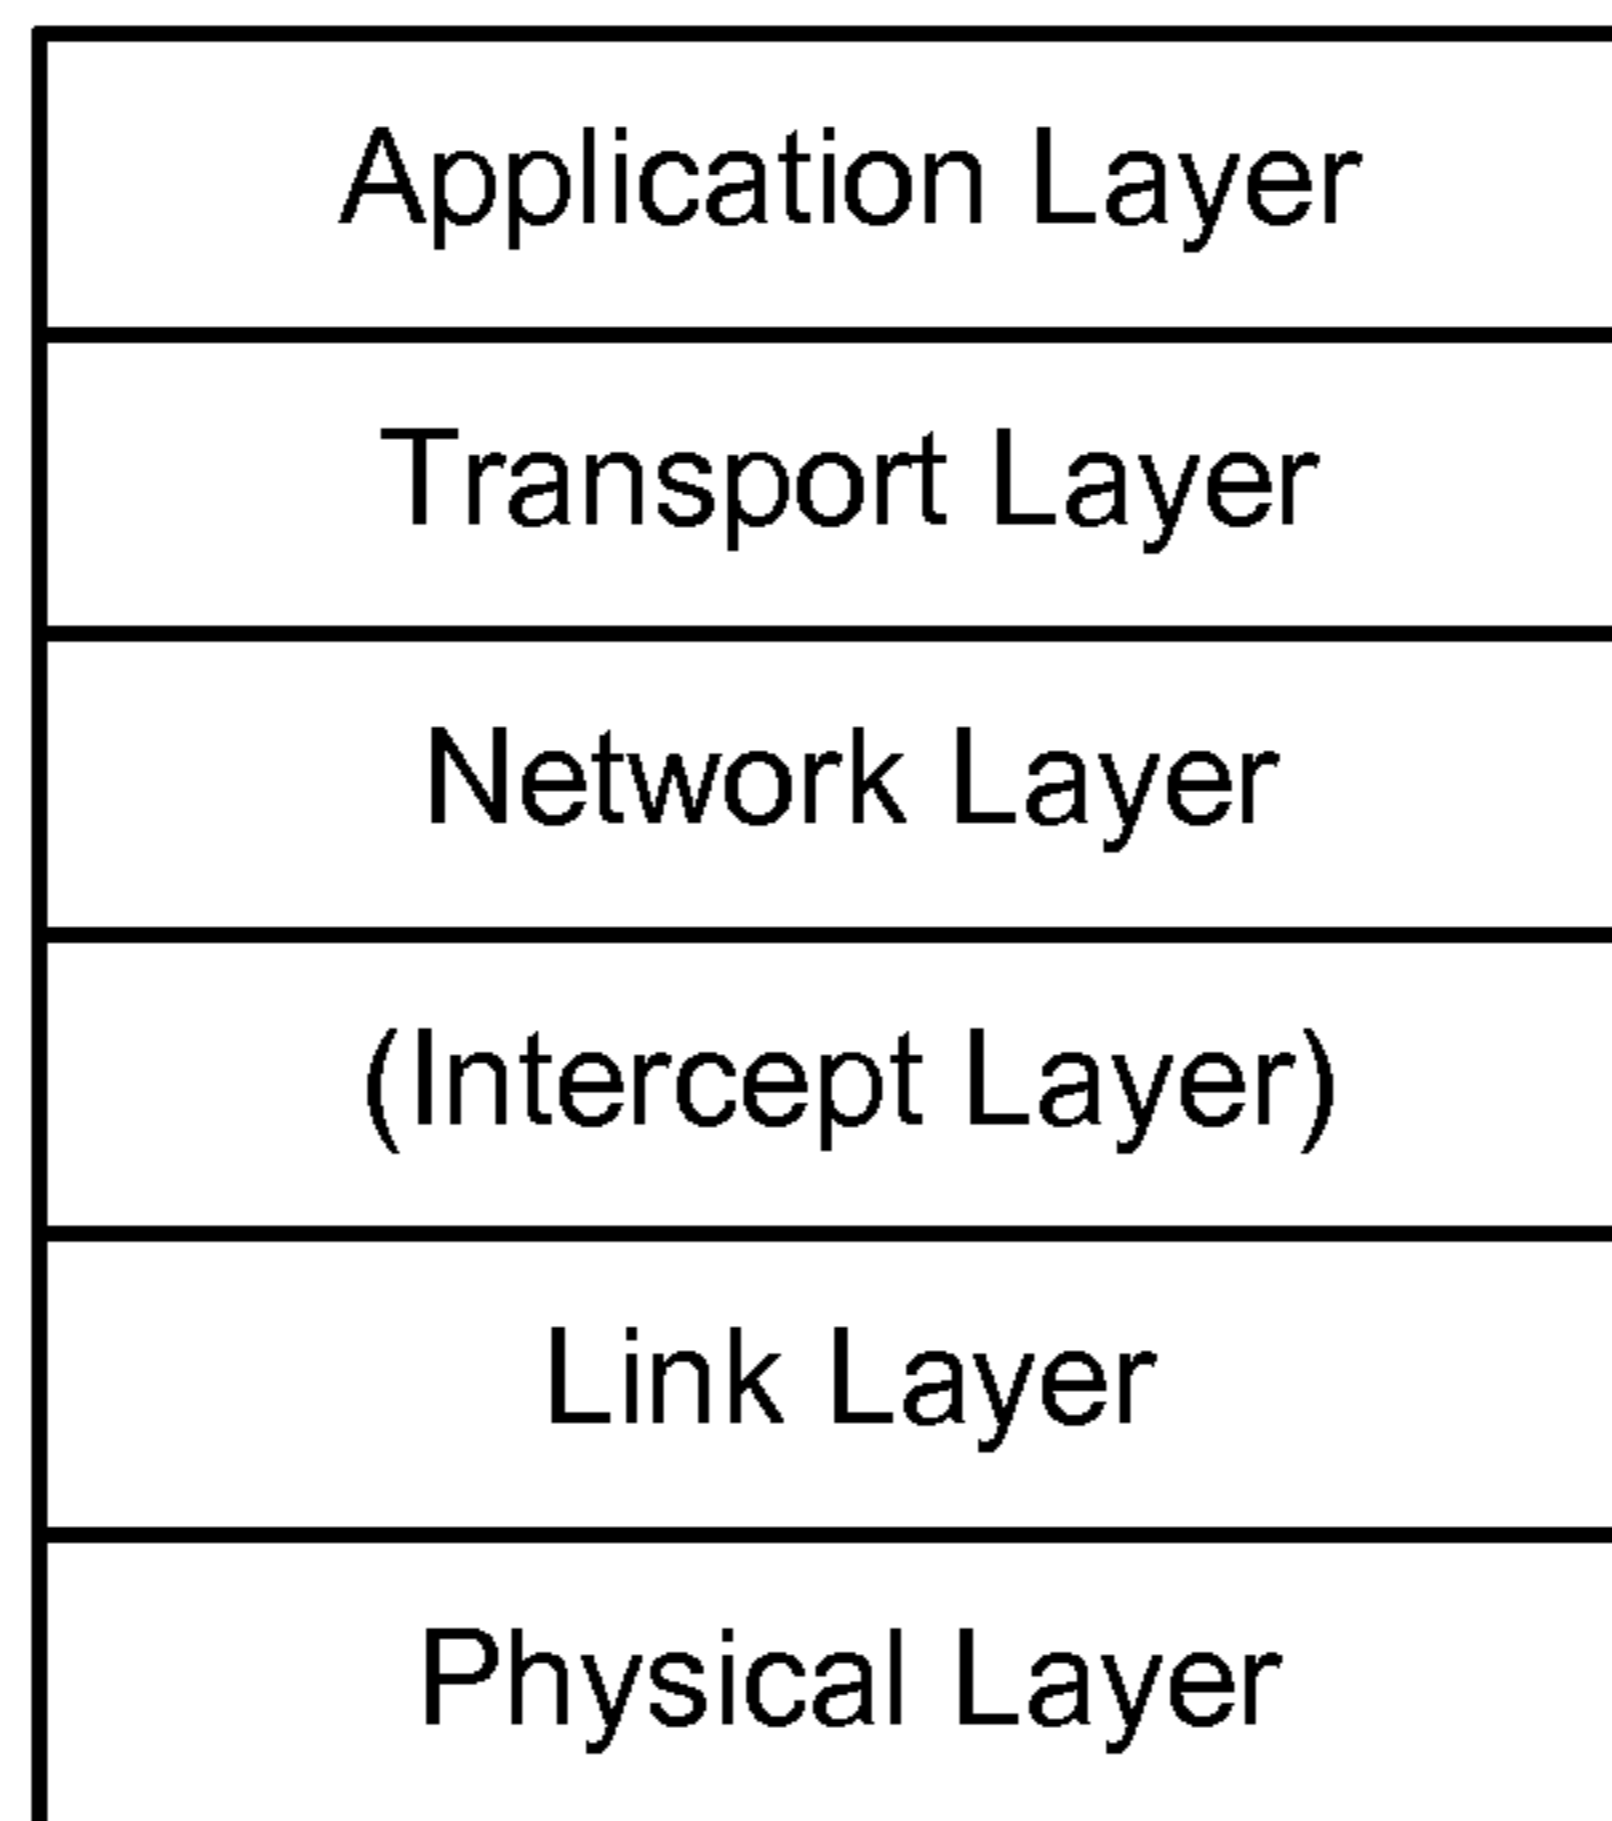 Application Layer
Transport Layer
Network Layer
(Intercept Layer)
Link Layer
Physical Layer